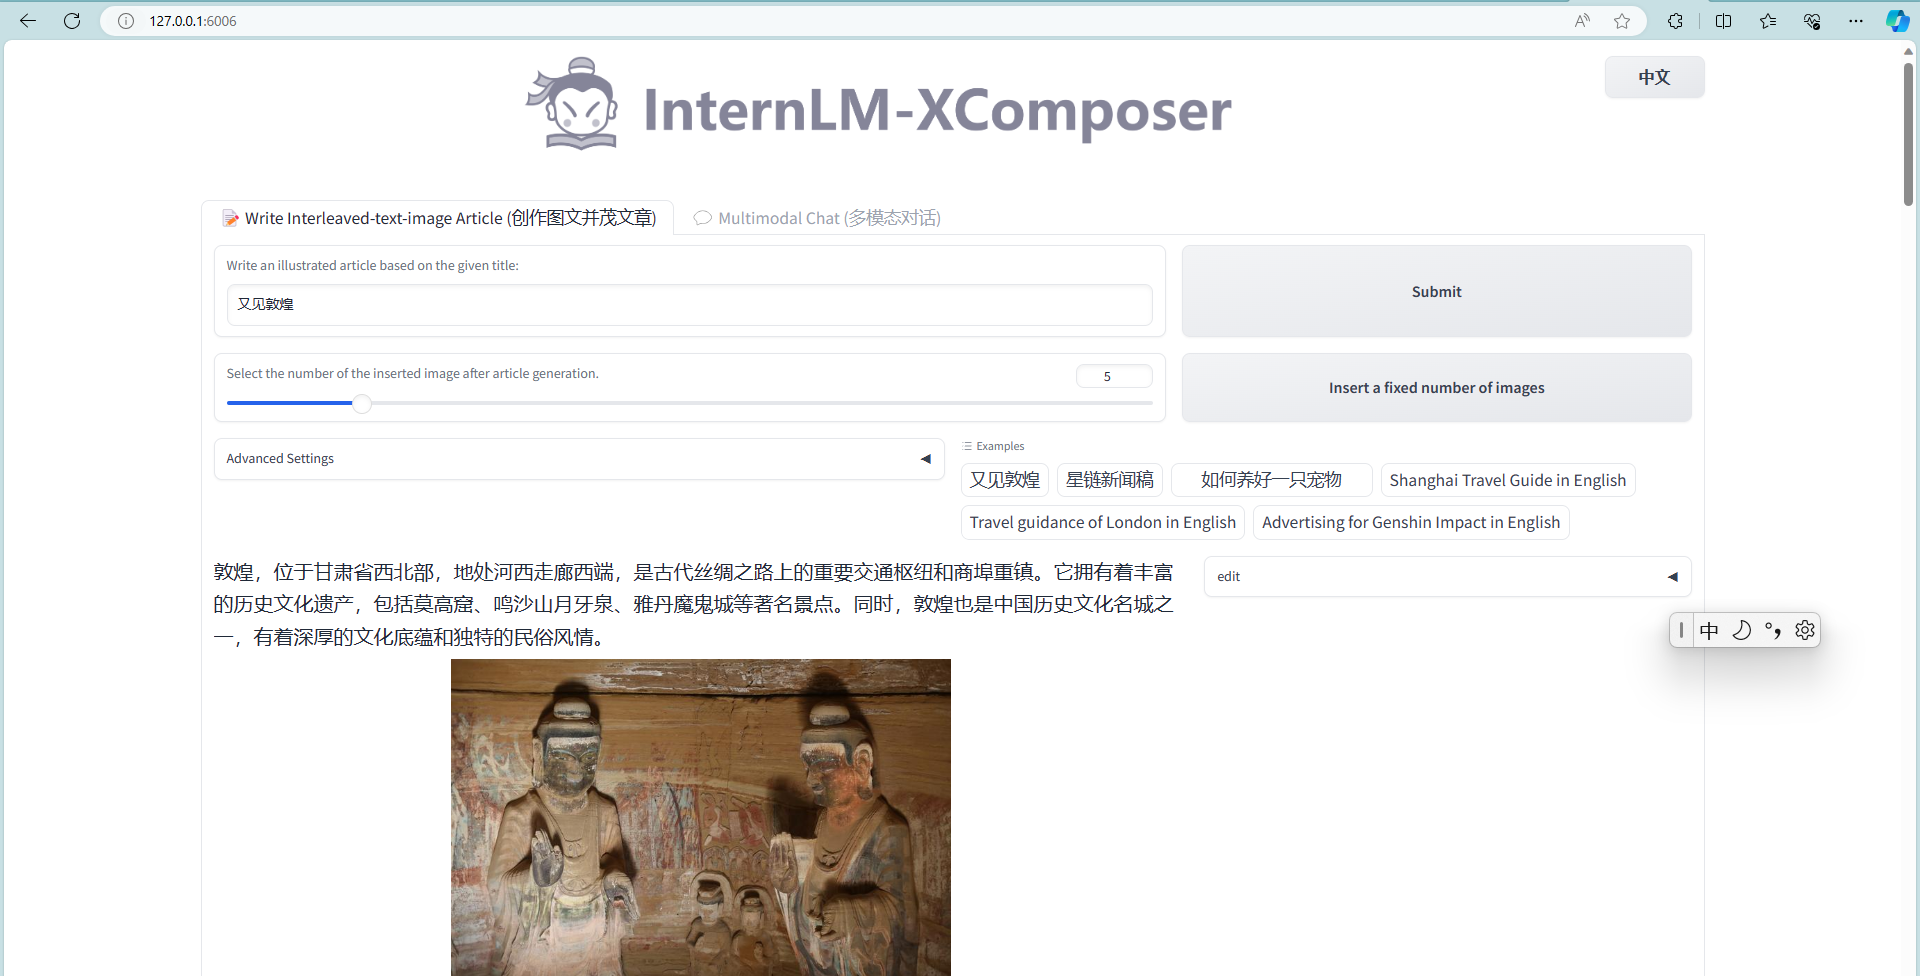 127.0.0.1:6006
InternLM-XComposer
中文
Write Interleaved-text-image Article (创作图文并茂文章)
Multimodal Chat (多模态对话)
Write an illustrated article based on the given title:
又见敦煌
Submit
Select the number of the inserted image after article generation.
5
Insert a fixed number of images
Advanced Settings
Examples
又见敦煌
星链新闻稿
如何养好一只宠物
Shanghai Travel Guide in English
Travel guidance of London in English
Advertising for Genshin Impact in English
敦煌，位于甘肃省西北部，地处河西走廊西端，是古代丝绸之路上的重要交通枢纽和商埠重镇。它拥有着丰富
的历史文化遗产，包括莫高窟、鸣沙山月牙泉、雅丹魔鬼城等著名景点。同时，敦煌也是中国历史文化名城之
一，有着深厚的文化底蕴和独特的民俗风情。
edit
中